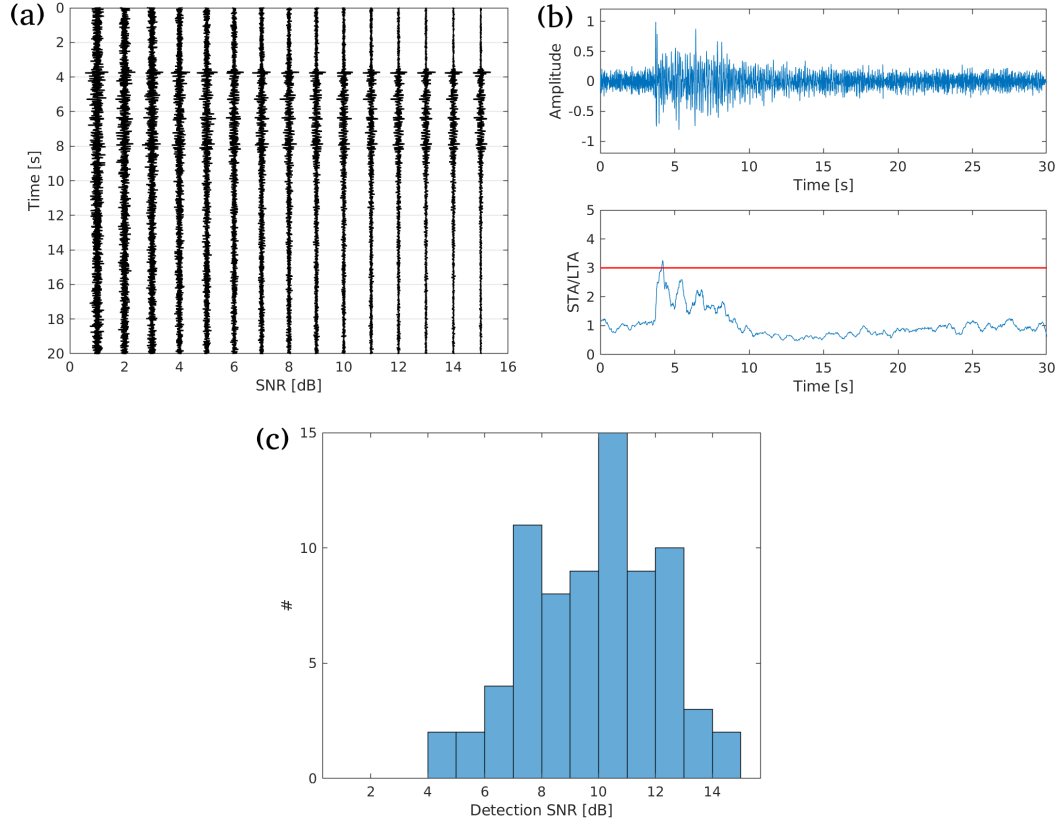 (a)
0
2
4
6
8
10
12
14
16
18
20
Time [s]
0 2 4 6 8 10 12 14 16
SNR [dB]
(b)
1
0.5
0
-0.5
-1
Amplitude
0 5 10 15 20 25 30
Time [s]
5
4
3
2
1
0
STA/LTA
0 5 10 15 20 25 30
Time [s]
(c)
15
10
5
0
#
2 4 6 8 10 12 14
Detection SNR [dB]